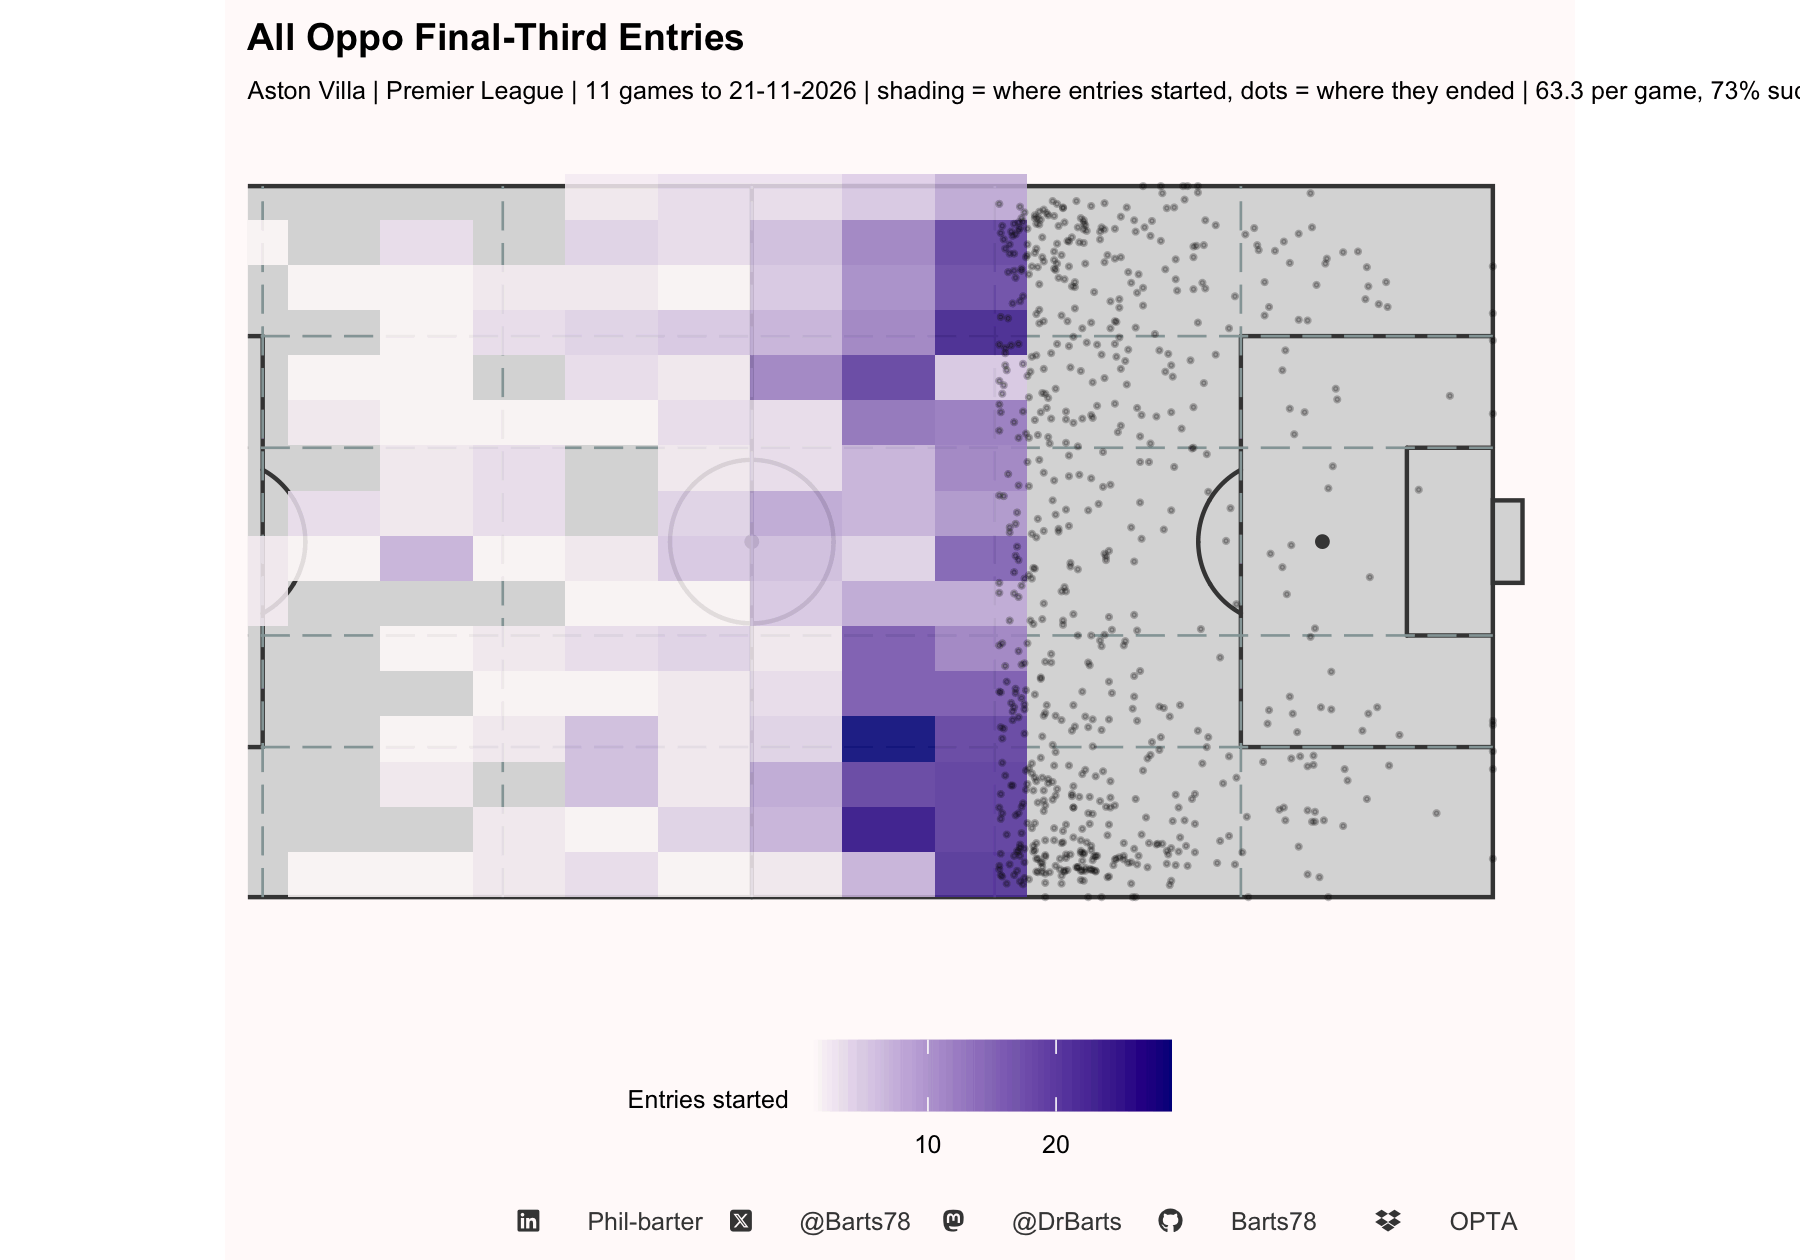 All Oppo Final-Third Entries
Aston Villa | Premier League | 11 games to 21-11-2026 | shading = where entries started, dots = where they ended | 63.3 per game, 73%
Entries started
10 20
Phil-barter @Barts78 @DrBarts Barts78 OPTA